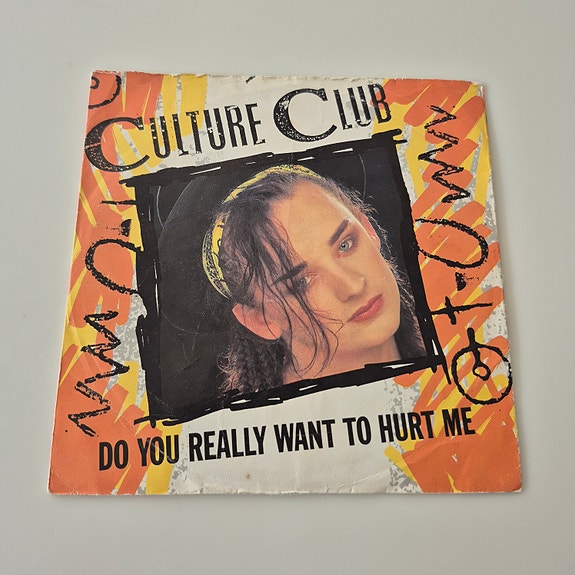 CULTURE CLUB
DO YOU REALLY WANT TO HURT ME